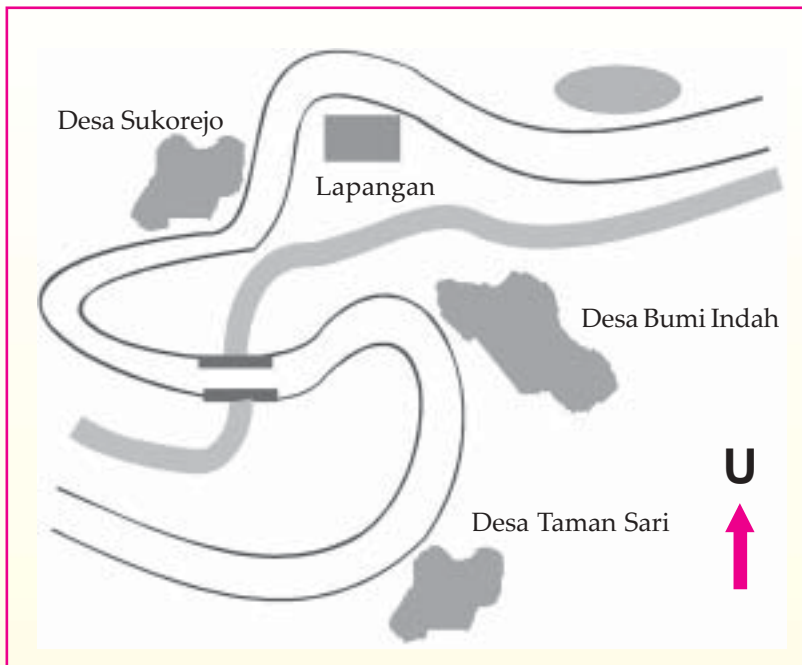 Desa Sukorejo
Lapangan
Desa Bumi Indah
U
Desa Taman Sari